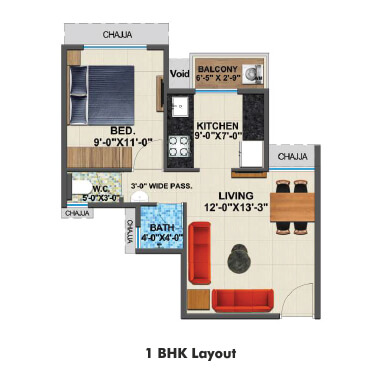 CHAJJA
Void
BALCONY
6'-5" X 2'-9"
BED.
9'-0"X11'-0"
KITCHEN
9'-0"X7'-0"
CHAJJA
W.C.
5'-0"X3'-0"
3'-0" WIDE PASS.
LIVING
12'-0"X13'-3"
CHAJJA
CHAJJA
BATH
4'-0"X4'-0"
1 BHK Layout